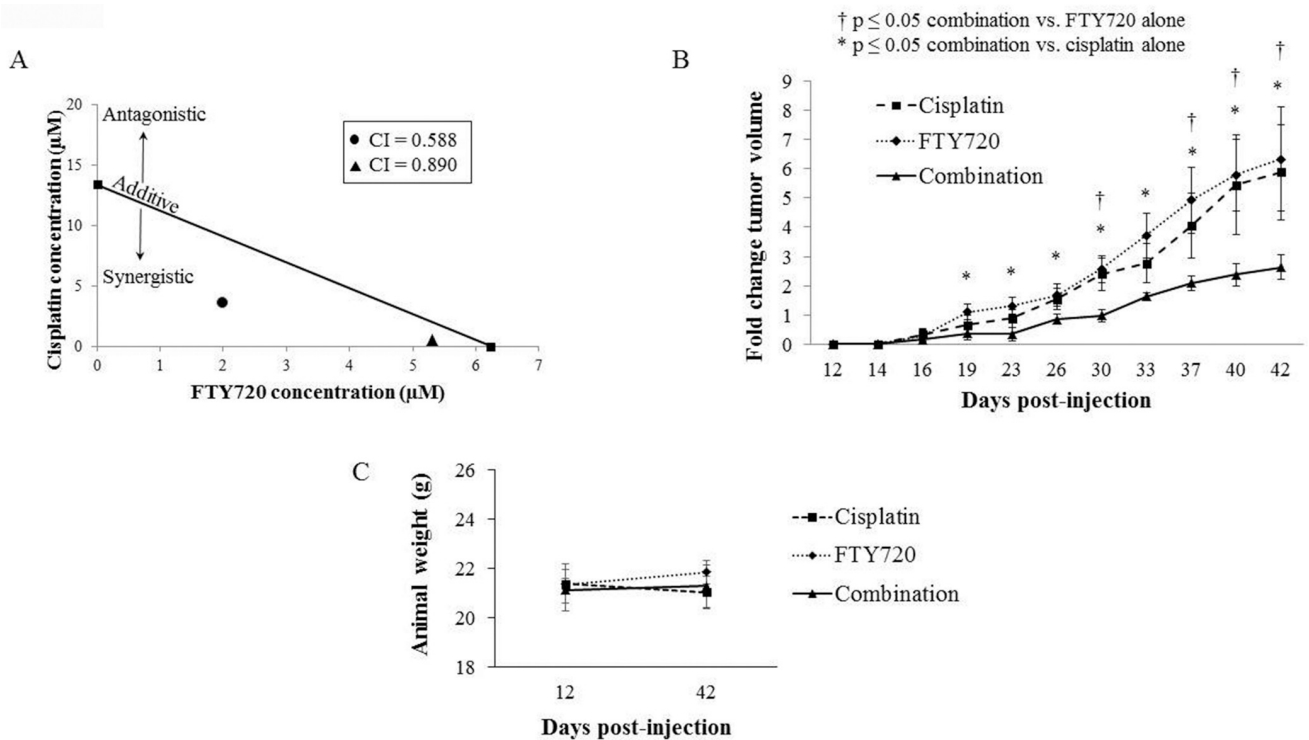 A
20
15
10
5
0
Cisplatin concentration (µM)
Antagonistic
Additive
Synergistic
CI = 0.588
CI = 0.890
0 1 2 3 4 5 6 7
FTY720 concentration (µM)
† p ≤ 0.05 combination vs. FTY720 alone
* p ≤ 0.05 combination vs. cisplatin alone
B
9
8
7
6
5
4
3
2
1
0
Fold change tumor volume
Cisplatin
FTY720
Combination
† † † †
* * * * * * * *
12 14 16 19 23 26 30 33 37 40 42
Days post-injection
C
26
24
22
20
18
Animal weight (g)
12 42
Days post-injection
Cisplatin
FTY720
Combination